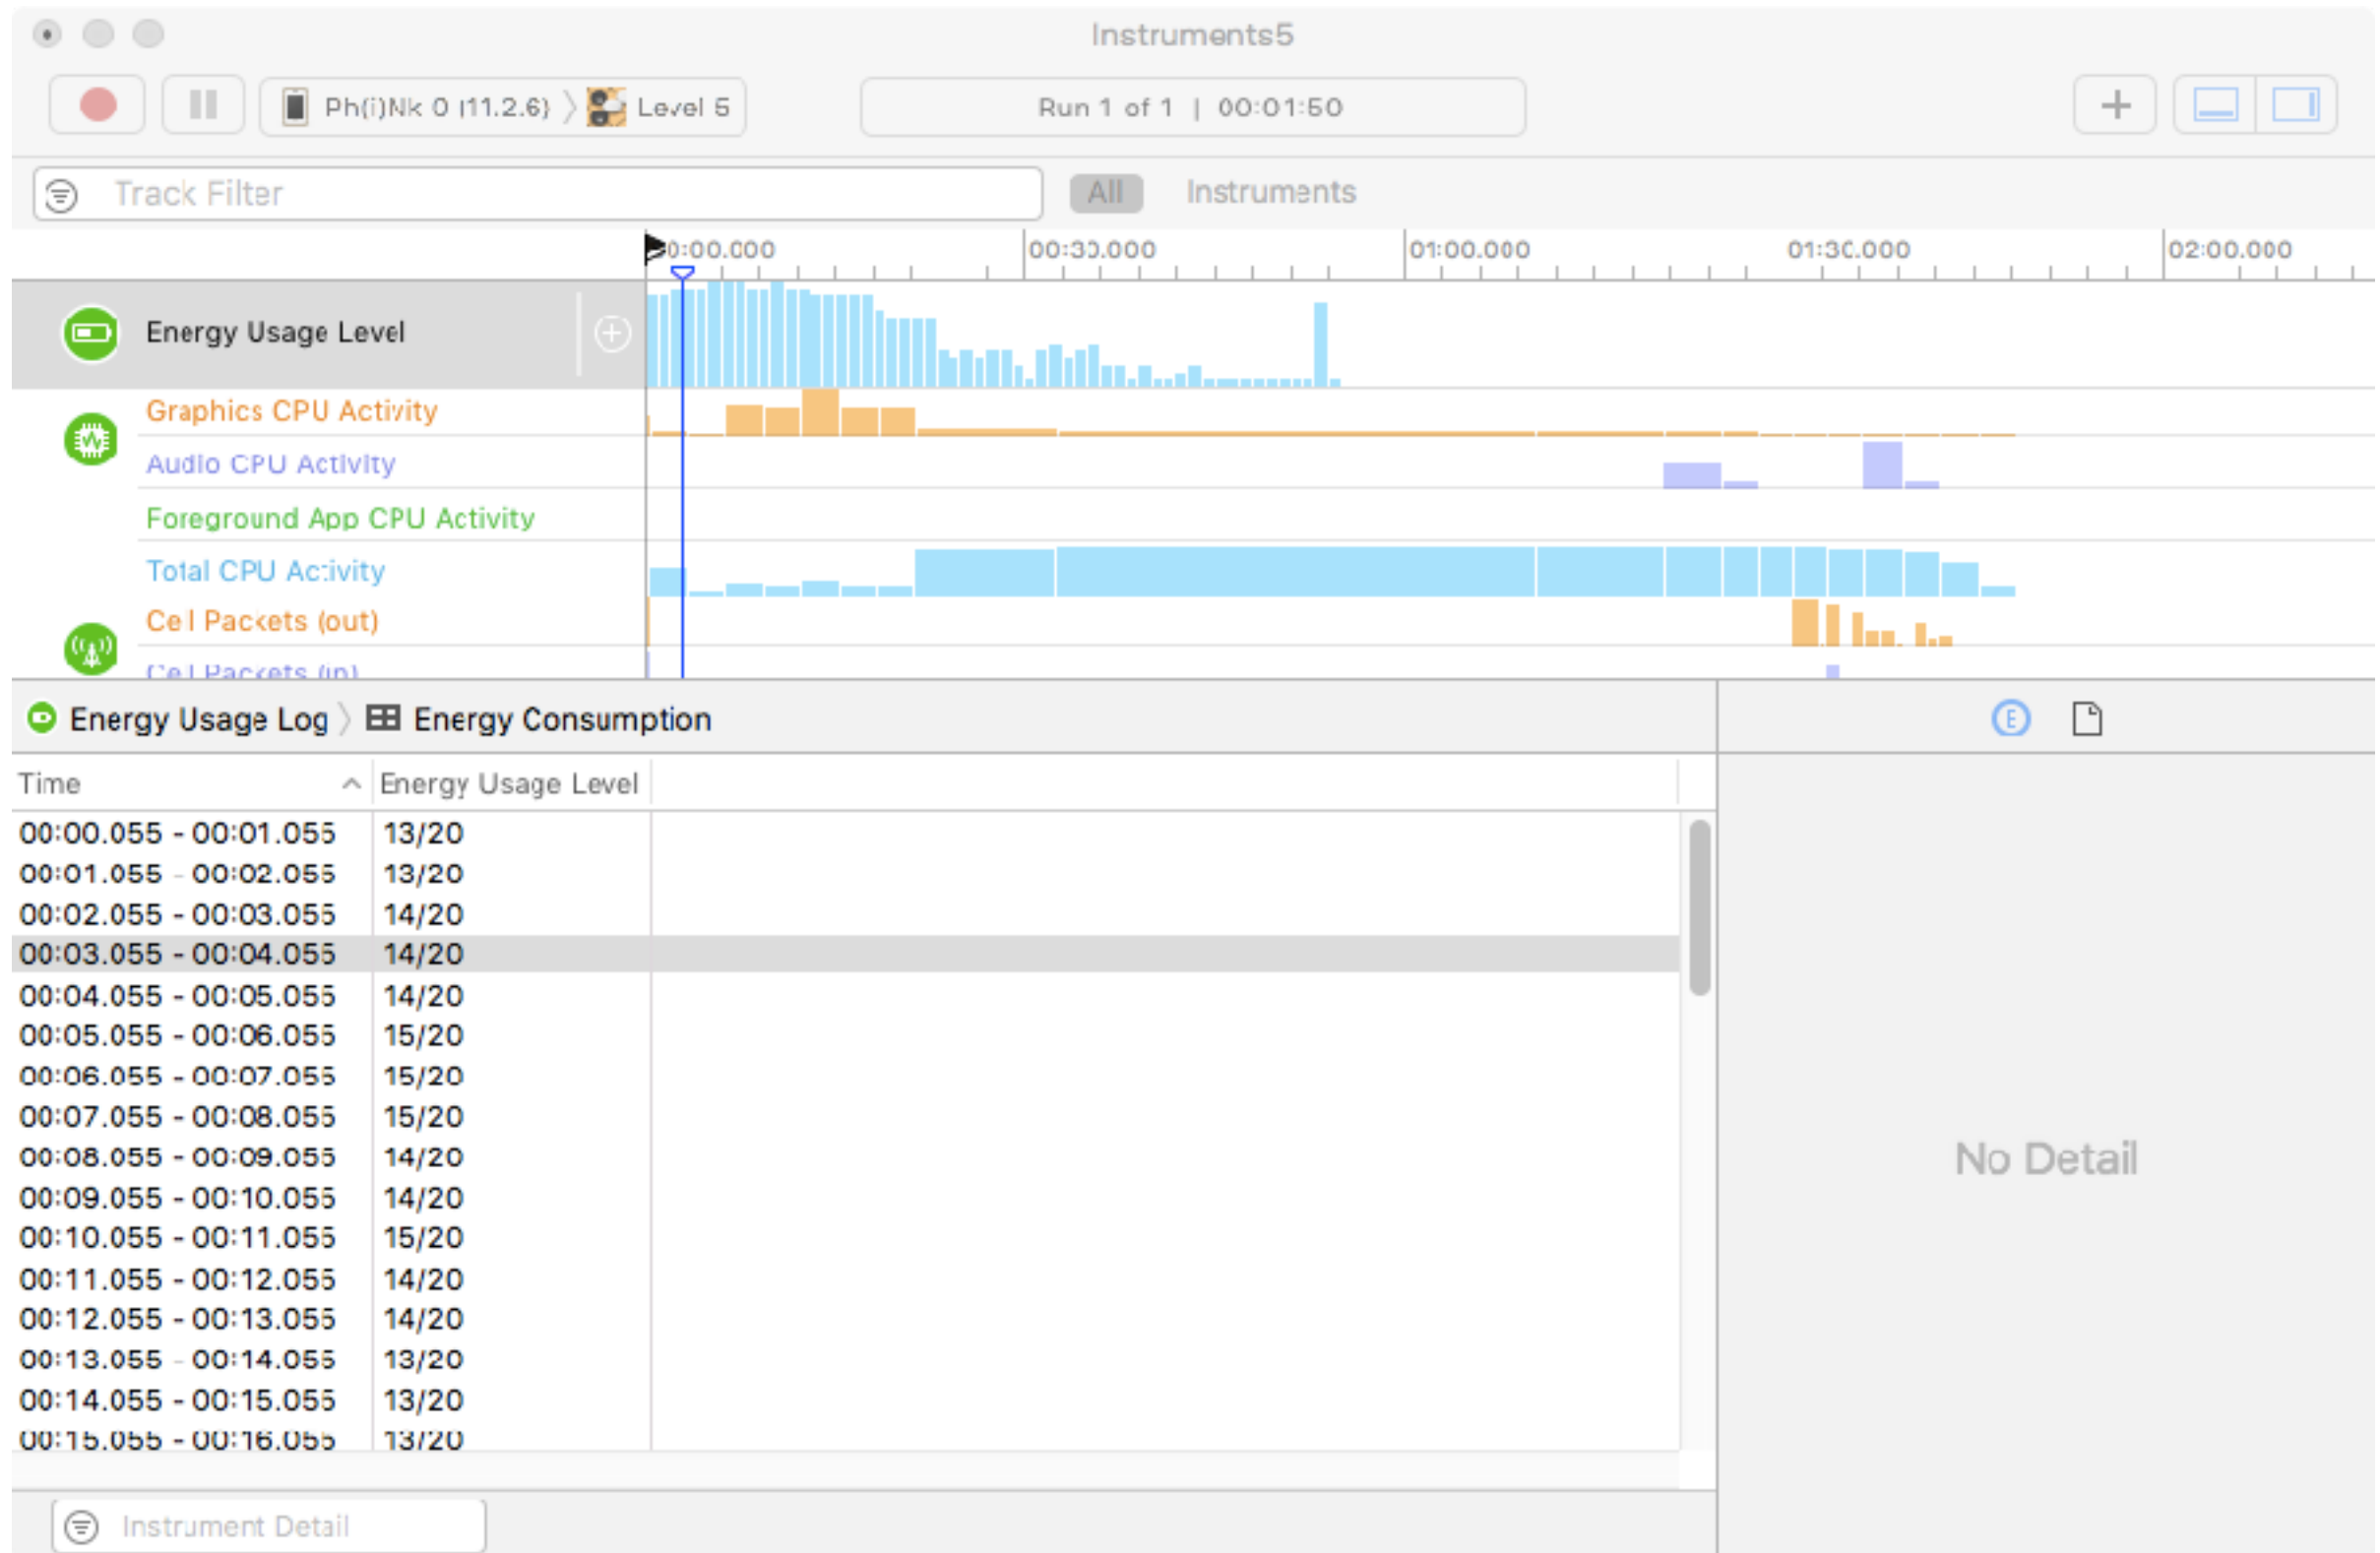 Instruments5
Ph(i)Nk 0 (11.2.6) Level 5 Run 1 of 1 | 00:01:50
Track Filter All Instruments
0:00.000 00:30.000 01:00.000 01:30.000 02:00.000
Energy Usage Level
Graphics CPU Activity
Audio CPU Activity
Foreground App CPU Activity
Total CPU Activity
Cell Packets (out)
Cell Packets (in)
Energy Usage Log Energy Consumption
Time Energy Usage Level
00:00.055 - 00:01.055 13/20
00:01.055 - 00:02.055 13/20
00:02.055 - 00:03.055 14/20
00:03.055 - 00:04.055 14/20
00:04.055 - 00:05.055 14/20
00:05.055 - 00:06.055 15/20
00:06.055 - 00:07.055 15/20
00:07.055 - 00:08.055 15/20
00:08.055 - 00:09.055 14/20
00:09.055 - 00:10.055 14/20
00:10.055 - 00:11.055 15/20
00:11.055 - 00:12.055 14/20
00:12.055 - 00:13.055 14/20
00:13.055 - 00:14.055 13/20
00:14.055 - 00:15.055 13/20
00:15.055 - 00:16.055 13/20
No Detail
Instrument Detail